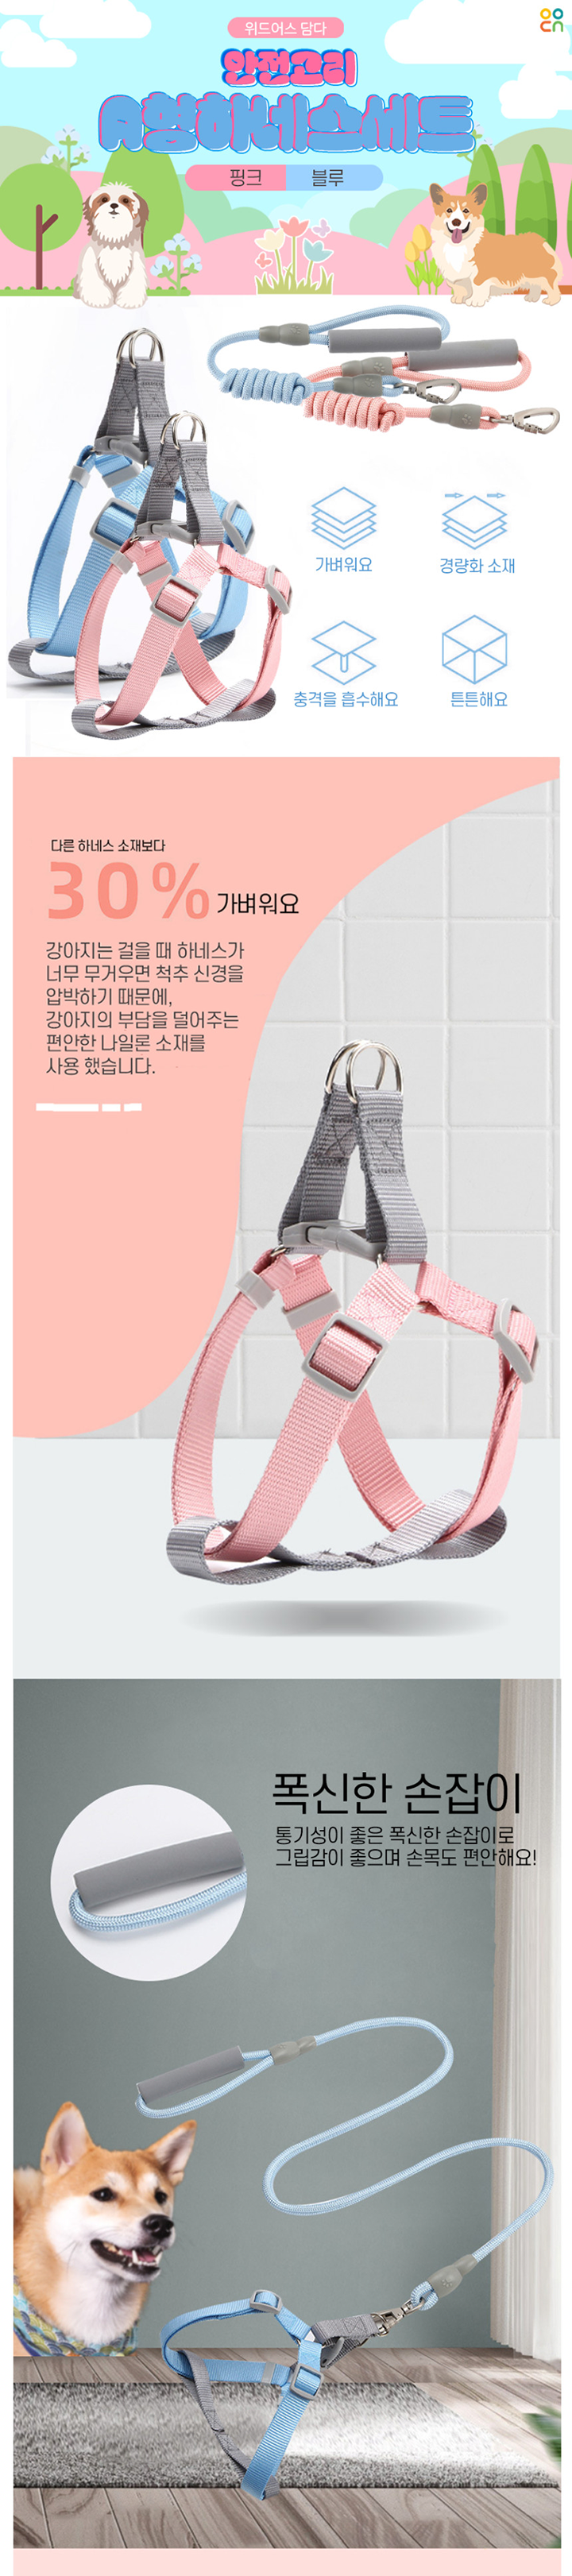 위드어스 담다
안전고리
A형하네스세트
핑크 블루
가벼워요
경량화 소재
충격을 흡수해요
튼튼해요
다른 하네스 소재보다
30% 가벼워요
강아지는 걸을 때 하네스가
너무 무거우면 척추 신경을
압박하기 때문에,
강아지의 부담을 덜어주는
편안한 나일론 소재를
사용 했습니다.
폭신한 손잡이
통기성이 좋은 폭신한 손잡이로
그립감이 좋으며 손목도 편안해요!